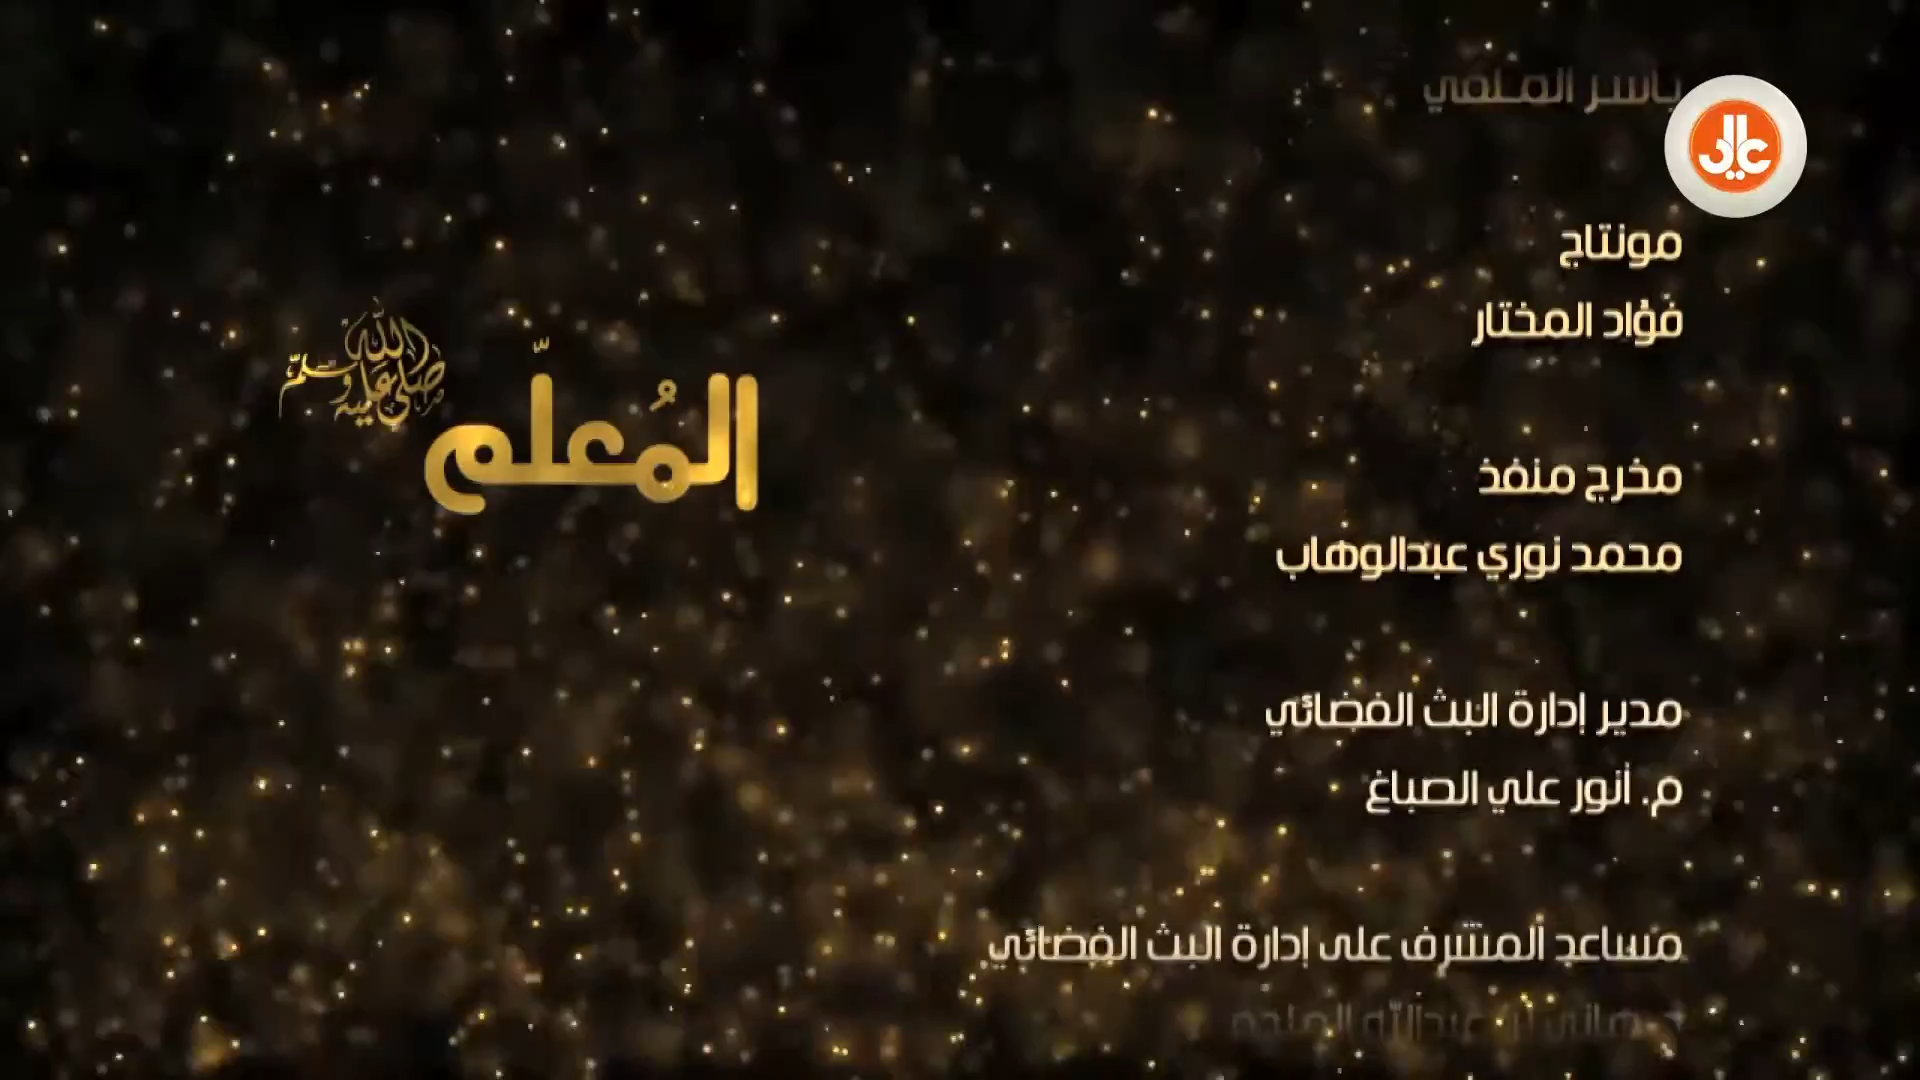 المُعلّم
صلى الله عليه وسلم
ياسر
مونتاج
فؤاد المختار
مخرج منفذ
محمد نوري عبدالوهاب
مدير إدارة البث الفضائي
م. أنور علي الصباغ
مساعد المشرف على إدارة البث الفضائي
عبدالله